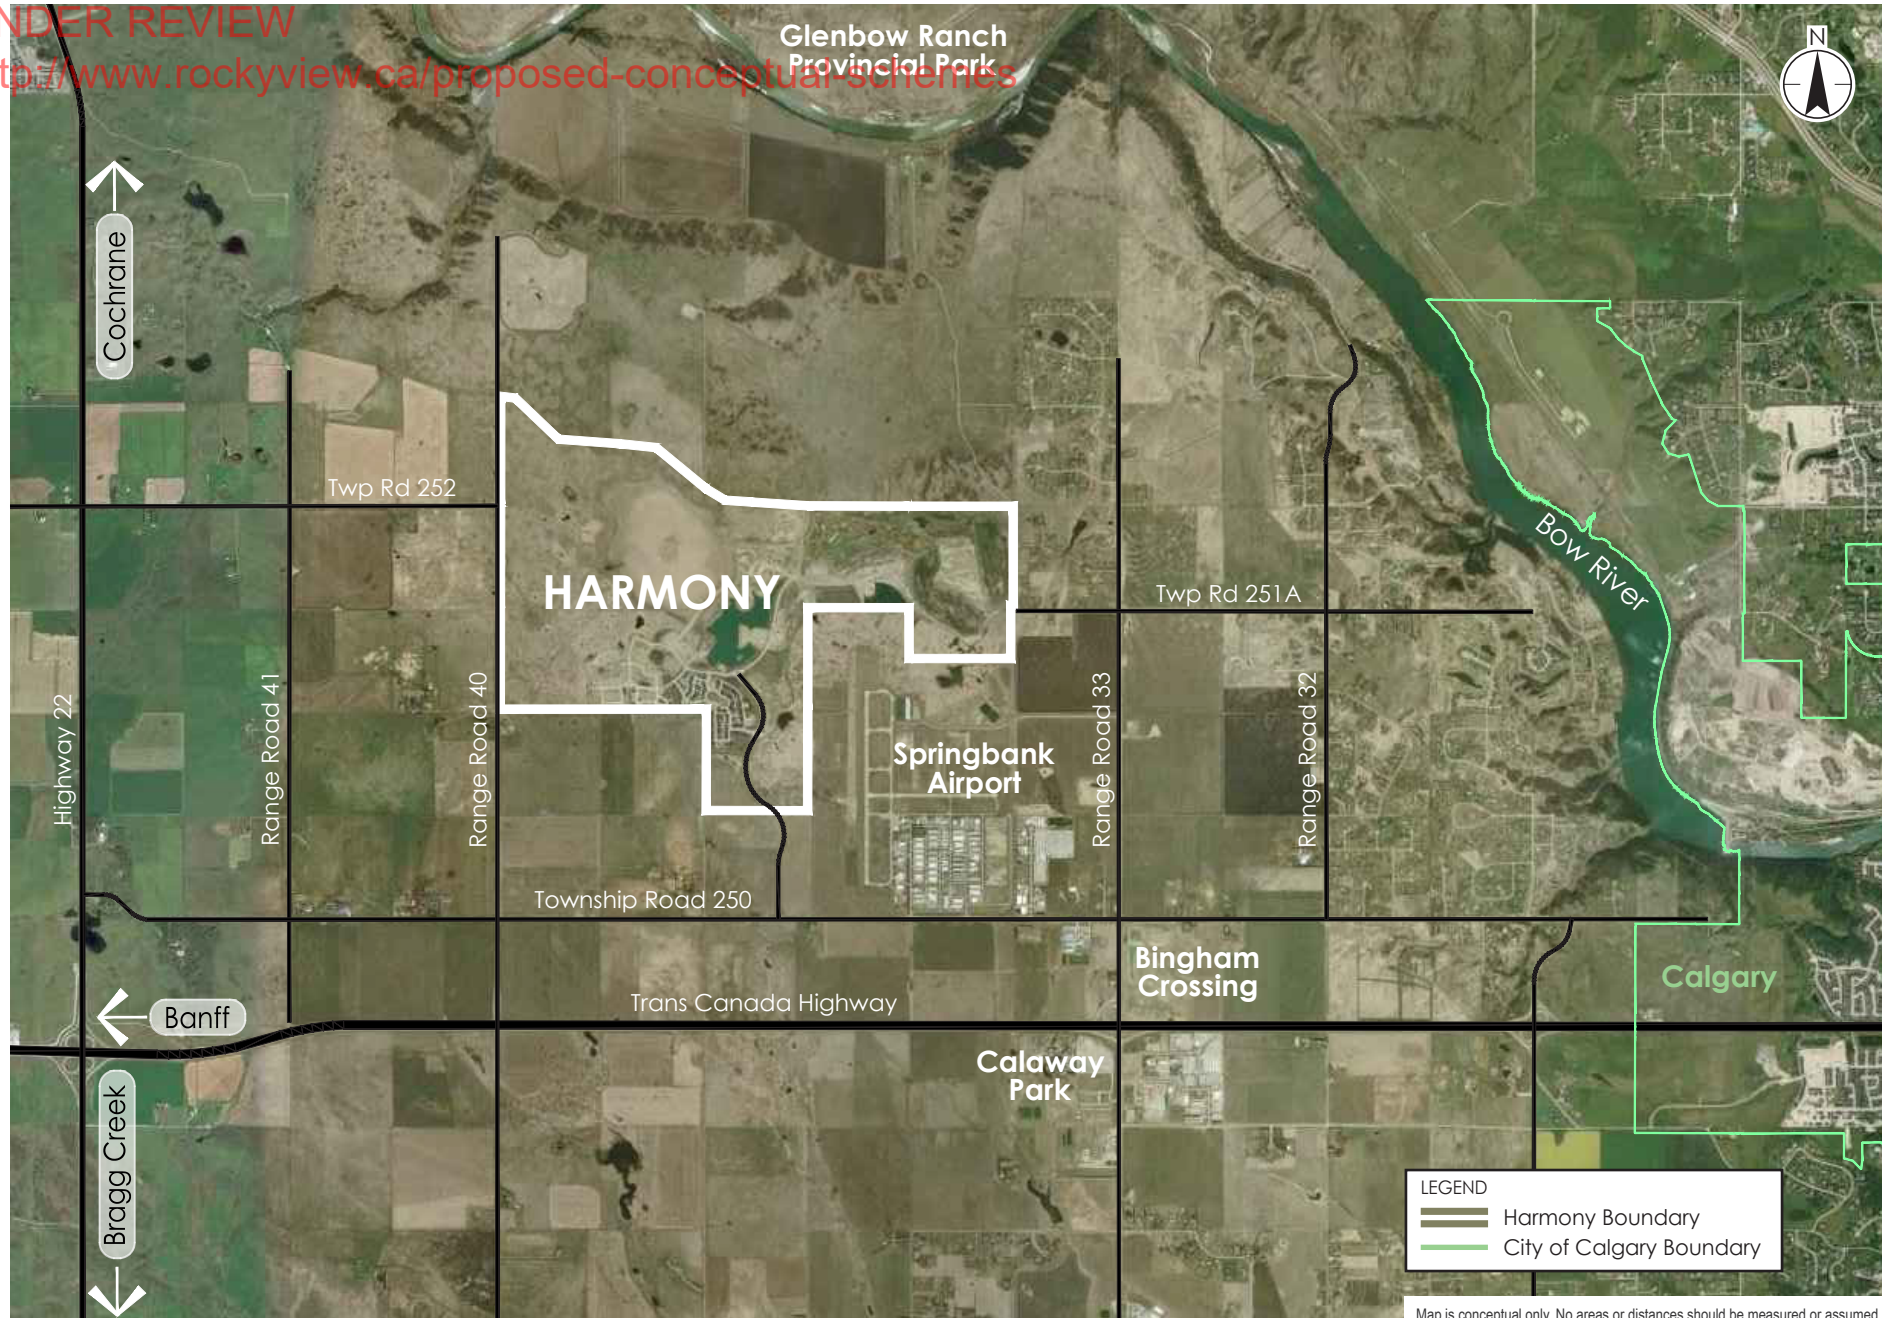 NDER REVIEW
tp://www.rockyview.ca/proposed-conceptual-schemes
Glenbow Ranch
Provincial Park
N
Cochrane
Twp Rd 252
HARMONY
Bow River
Twp Rd 251A
Highway 22
Range Road 41
Range Road 40
Range Road 33
Range Road 32
Springbank
Airport
Township Road 250
Bingham
Crossing
Calgary
Banff
Trans Canada Highway
Calaway
Park
Bragg Creek
LEGEND
Harmony Boundary
City of Calgary Boundary
Map is conceptual only. No areas or distances should be measured or assumed